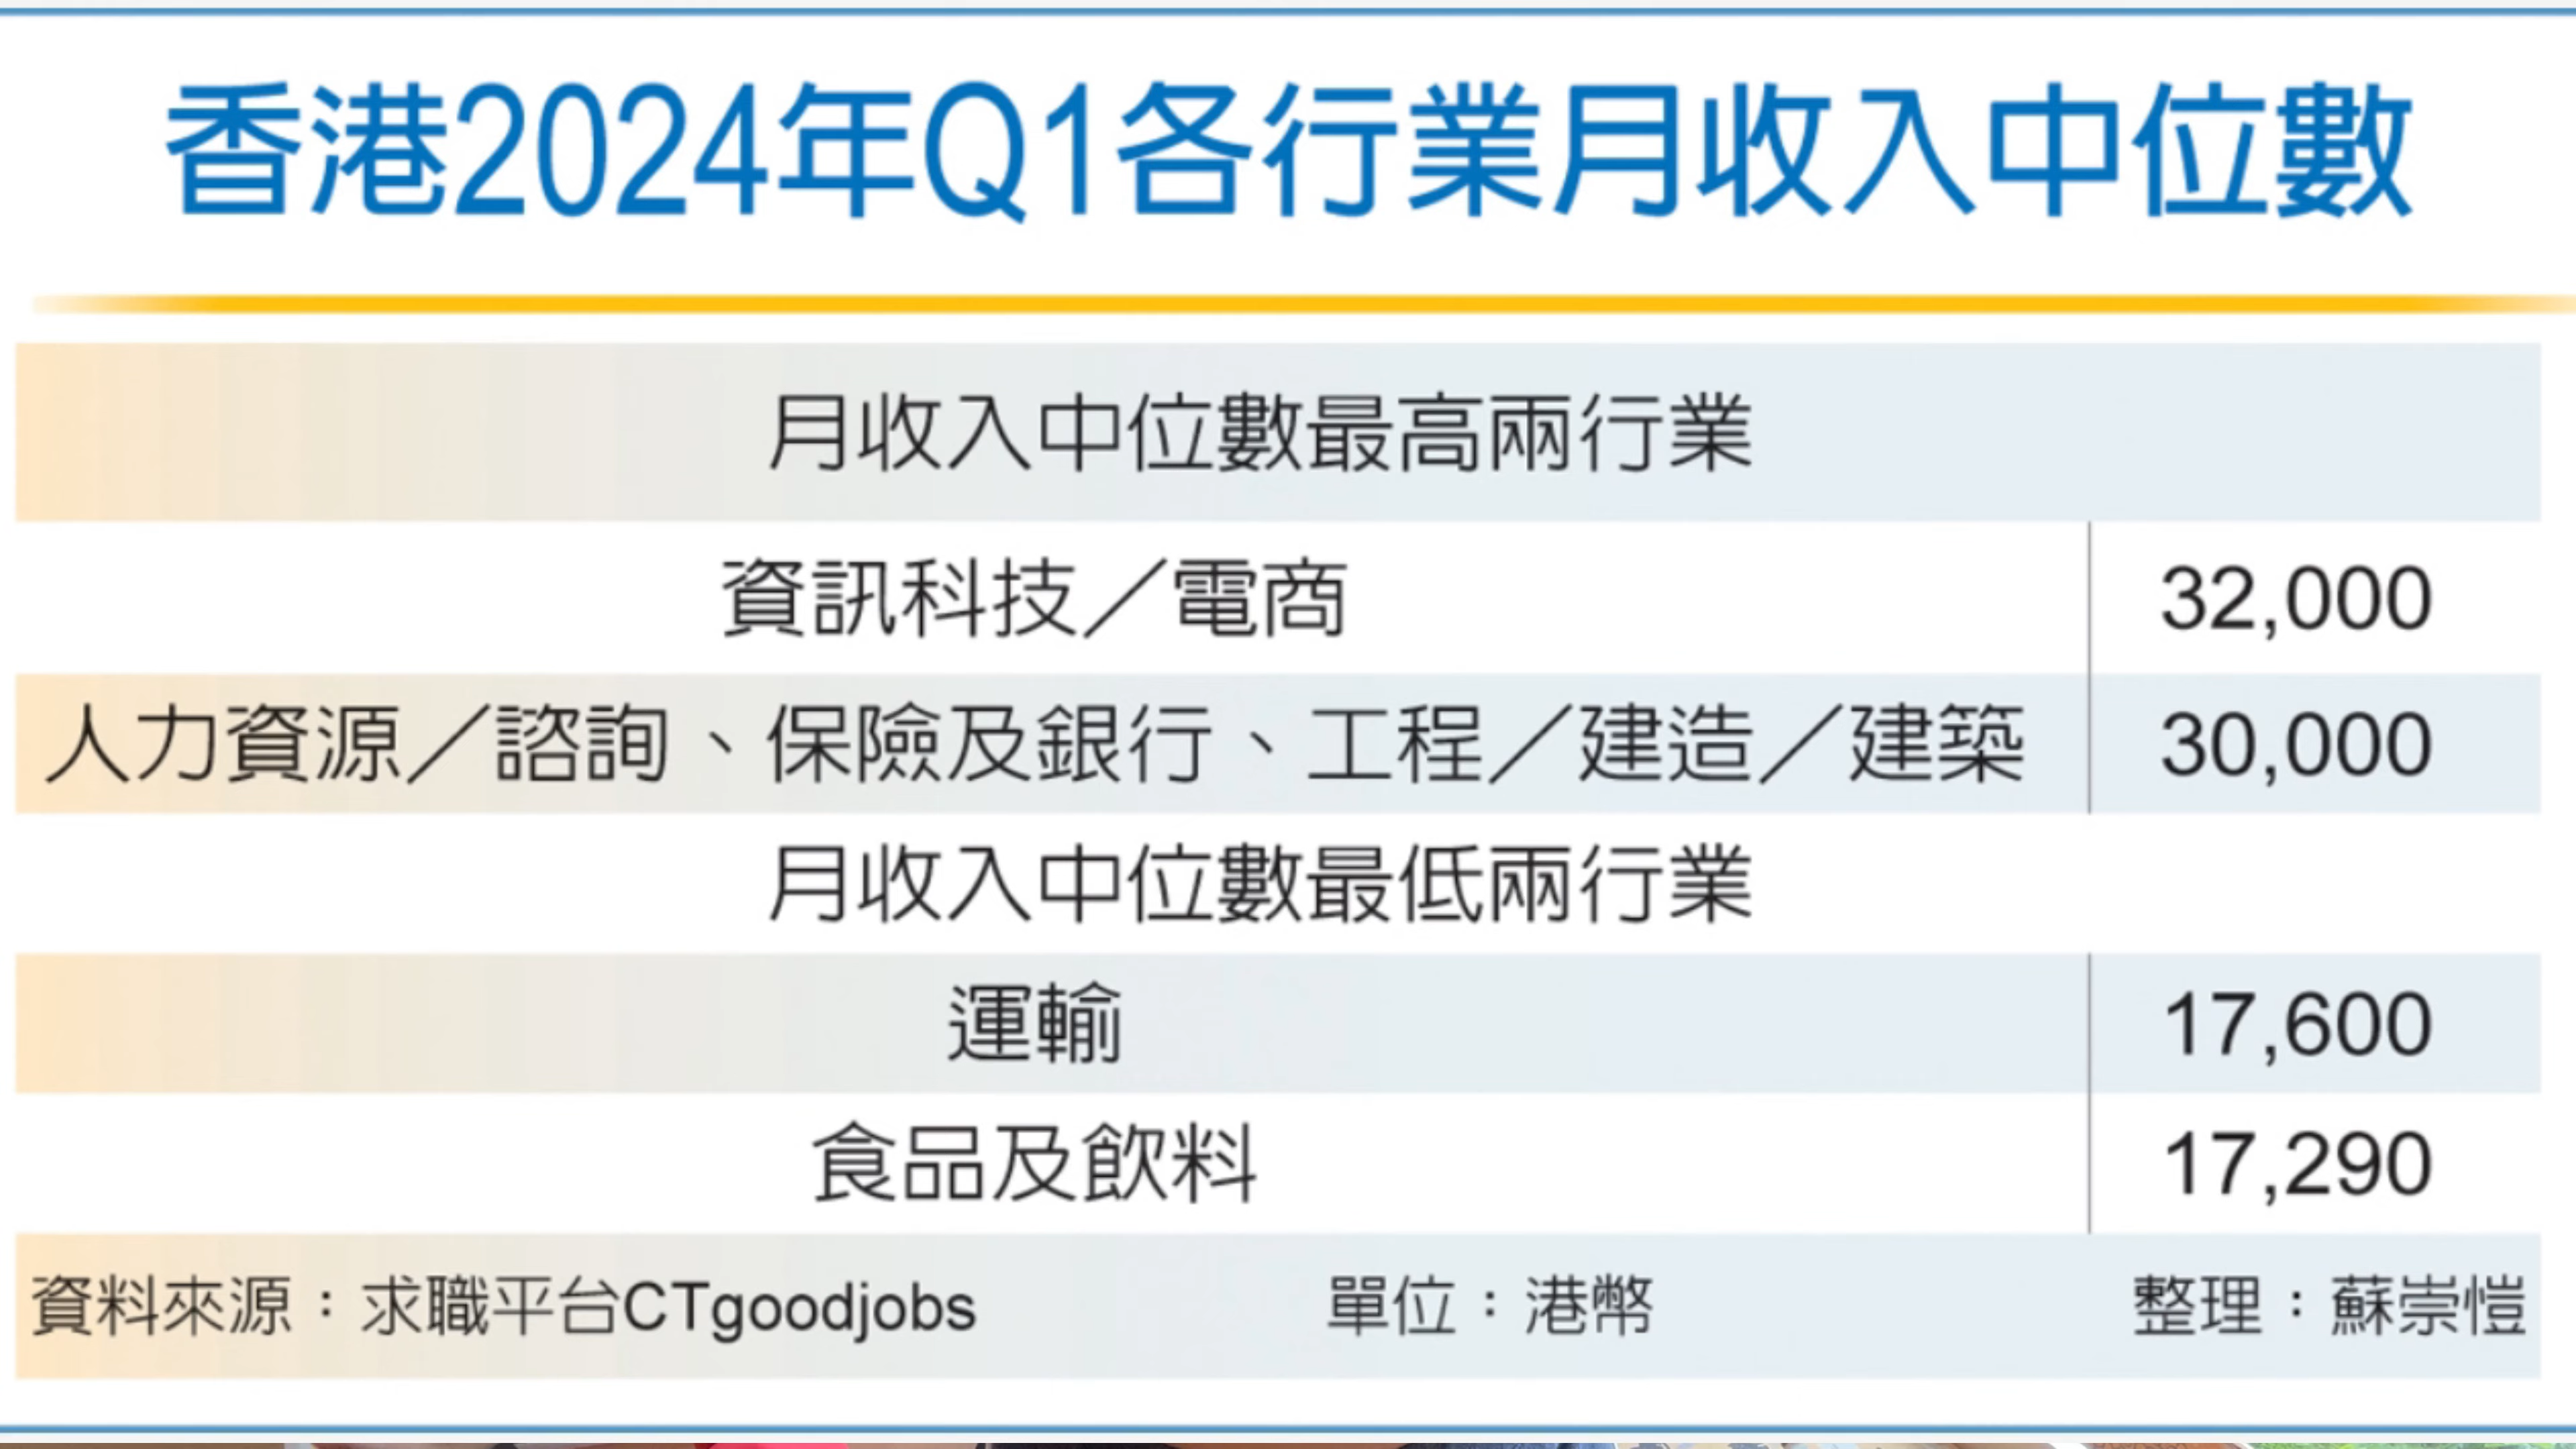 香港2024年Q1各行業月收入中位數
月收入中位數最高兩行業
資訊科技／電商 32,000
人力資源／諮詢、保險及銀行、工程／建造／建築 30,000
月收入中位數最低兩行業
運輸 17,600
食品及飲料 17,290
資料來源：求職平台CTgoodjobs 單位：港幣 整理：蘇崇愷